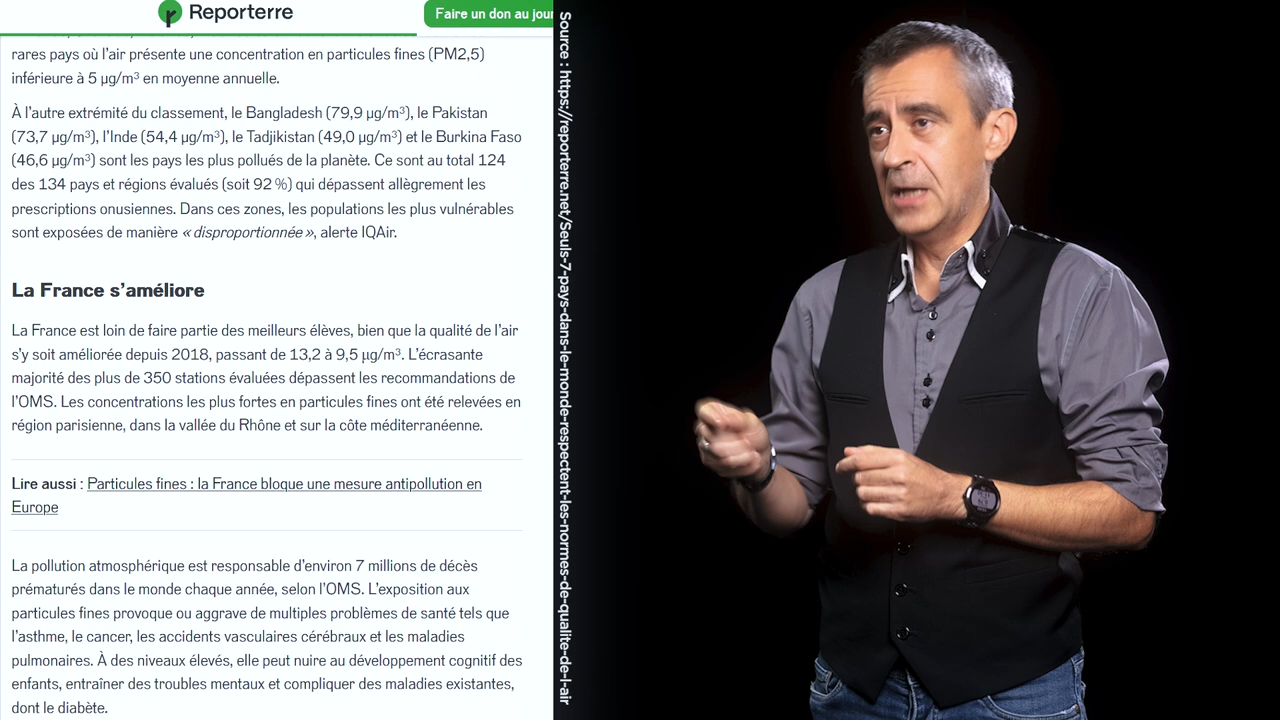 Reporterre
Faire un don au jour
rares pays où l'air présente une concentration en particules fines (PM2,5)
inférieure à 5 µg/m³ en moyenne annuelle.
À l'autre extrémité du classement, le Bangladesh (79,9 µg/m³), le Pakistan
(73,7 µg/m³), l'Inde (54,4 µg/m³), le Tadjikistan (49,0 µg/m³) et le Burkina Faso
(46,6 µg/m³) sont les pays les plus pollués de la planète. Ce sont au total 124
des 134 pays et régions évalués (soit 92 %) qui dépassent allègrement les
prescriptions onusiennes. Dans ces zones, les populations les plus vulnérables
sont exposées de manière « disproportionnée », alerte IQAir.
La France s'améliore
La France est loin de faire partie des meilleurs élèves, bien que la qualité de l'air
s'y soit améliorée depuis 2018, passant de 13,2 à 9,5 µg/m³. L'écrasante
majorité des plus de 350 stations évaluées dépassent les recommandations de
l'OMS. Les concentrations les plus fortes en particules fines ont été relevées en
région parisienne, dans la vallée du Rhône et sur la côte méditerranéenne.
Lire aussi : Particules fines : la France bloque une mesure antipollution en
Europe
La pollution atmosphérique est responsable d'environ 7 millions de décès
prématurés dans le monde chaque année, selon l'OMS. L'exposition aux
particules fines provoque ou aggrave de multiples problèmes de santé tels que
l'asthme, le cancer, les accidents vasculaires cérébraux et les maladies
pulmonaires. À des niveaux élevés, elle peut nuire au développement cognitif des
enfants, entraîner des troubles mentaux et compliquer des maladies existantes,
dont le diabète.
Source : https://reporterre.net/Seuls-7-pays-dans-le-monde-respectent-les-normes-de-qualite-de-l-air